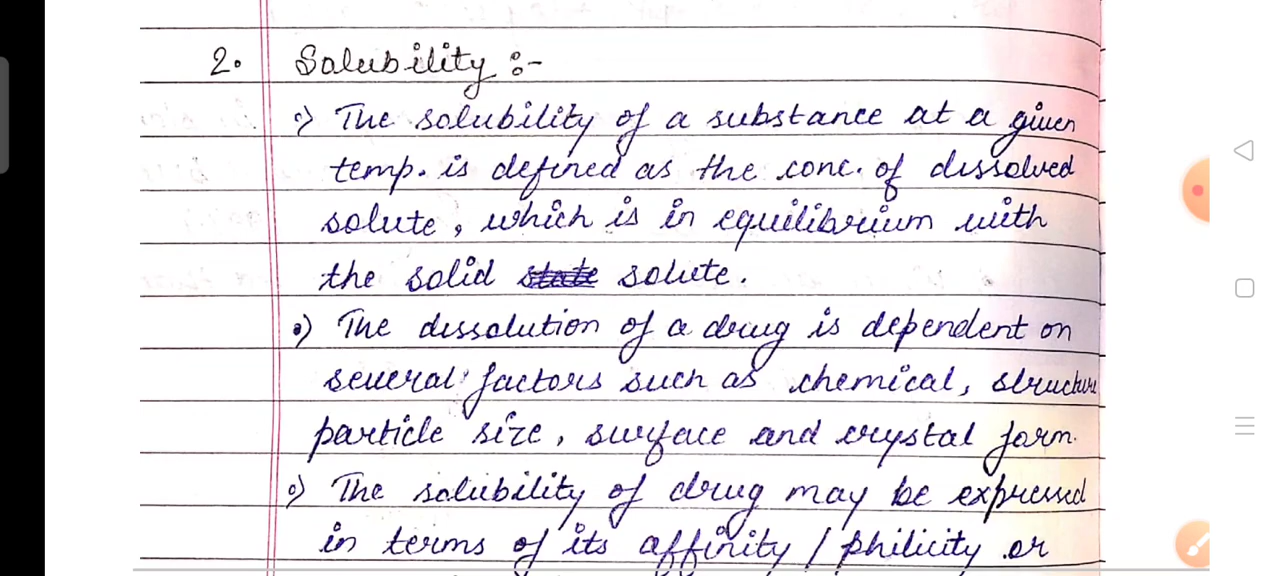 2. Solubility :-
o) The solubility of a substance at a given
temp. is defined as the conc. of dissolved
solute, which is in equilibrium with
the solid state solute.
o) The dissolution of a drug is dependent on
several factors such as chemical, structure
particle size, surface and crystal form.
o) The solubility of drug may be expressed
in terms of its affinity / philicity or